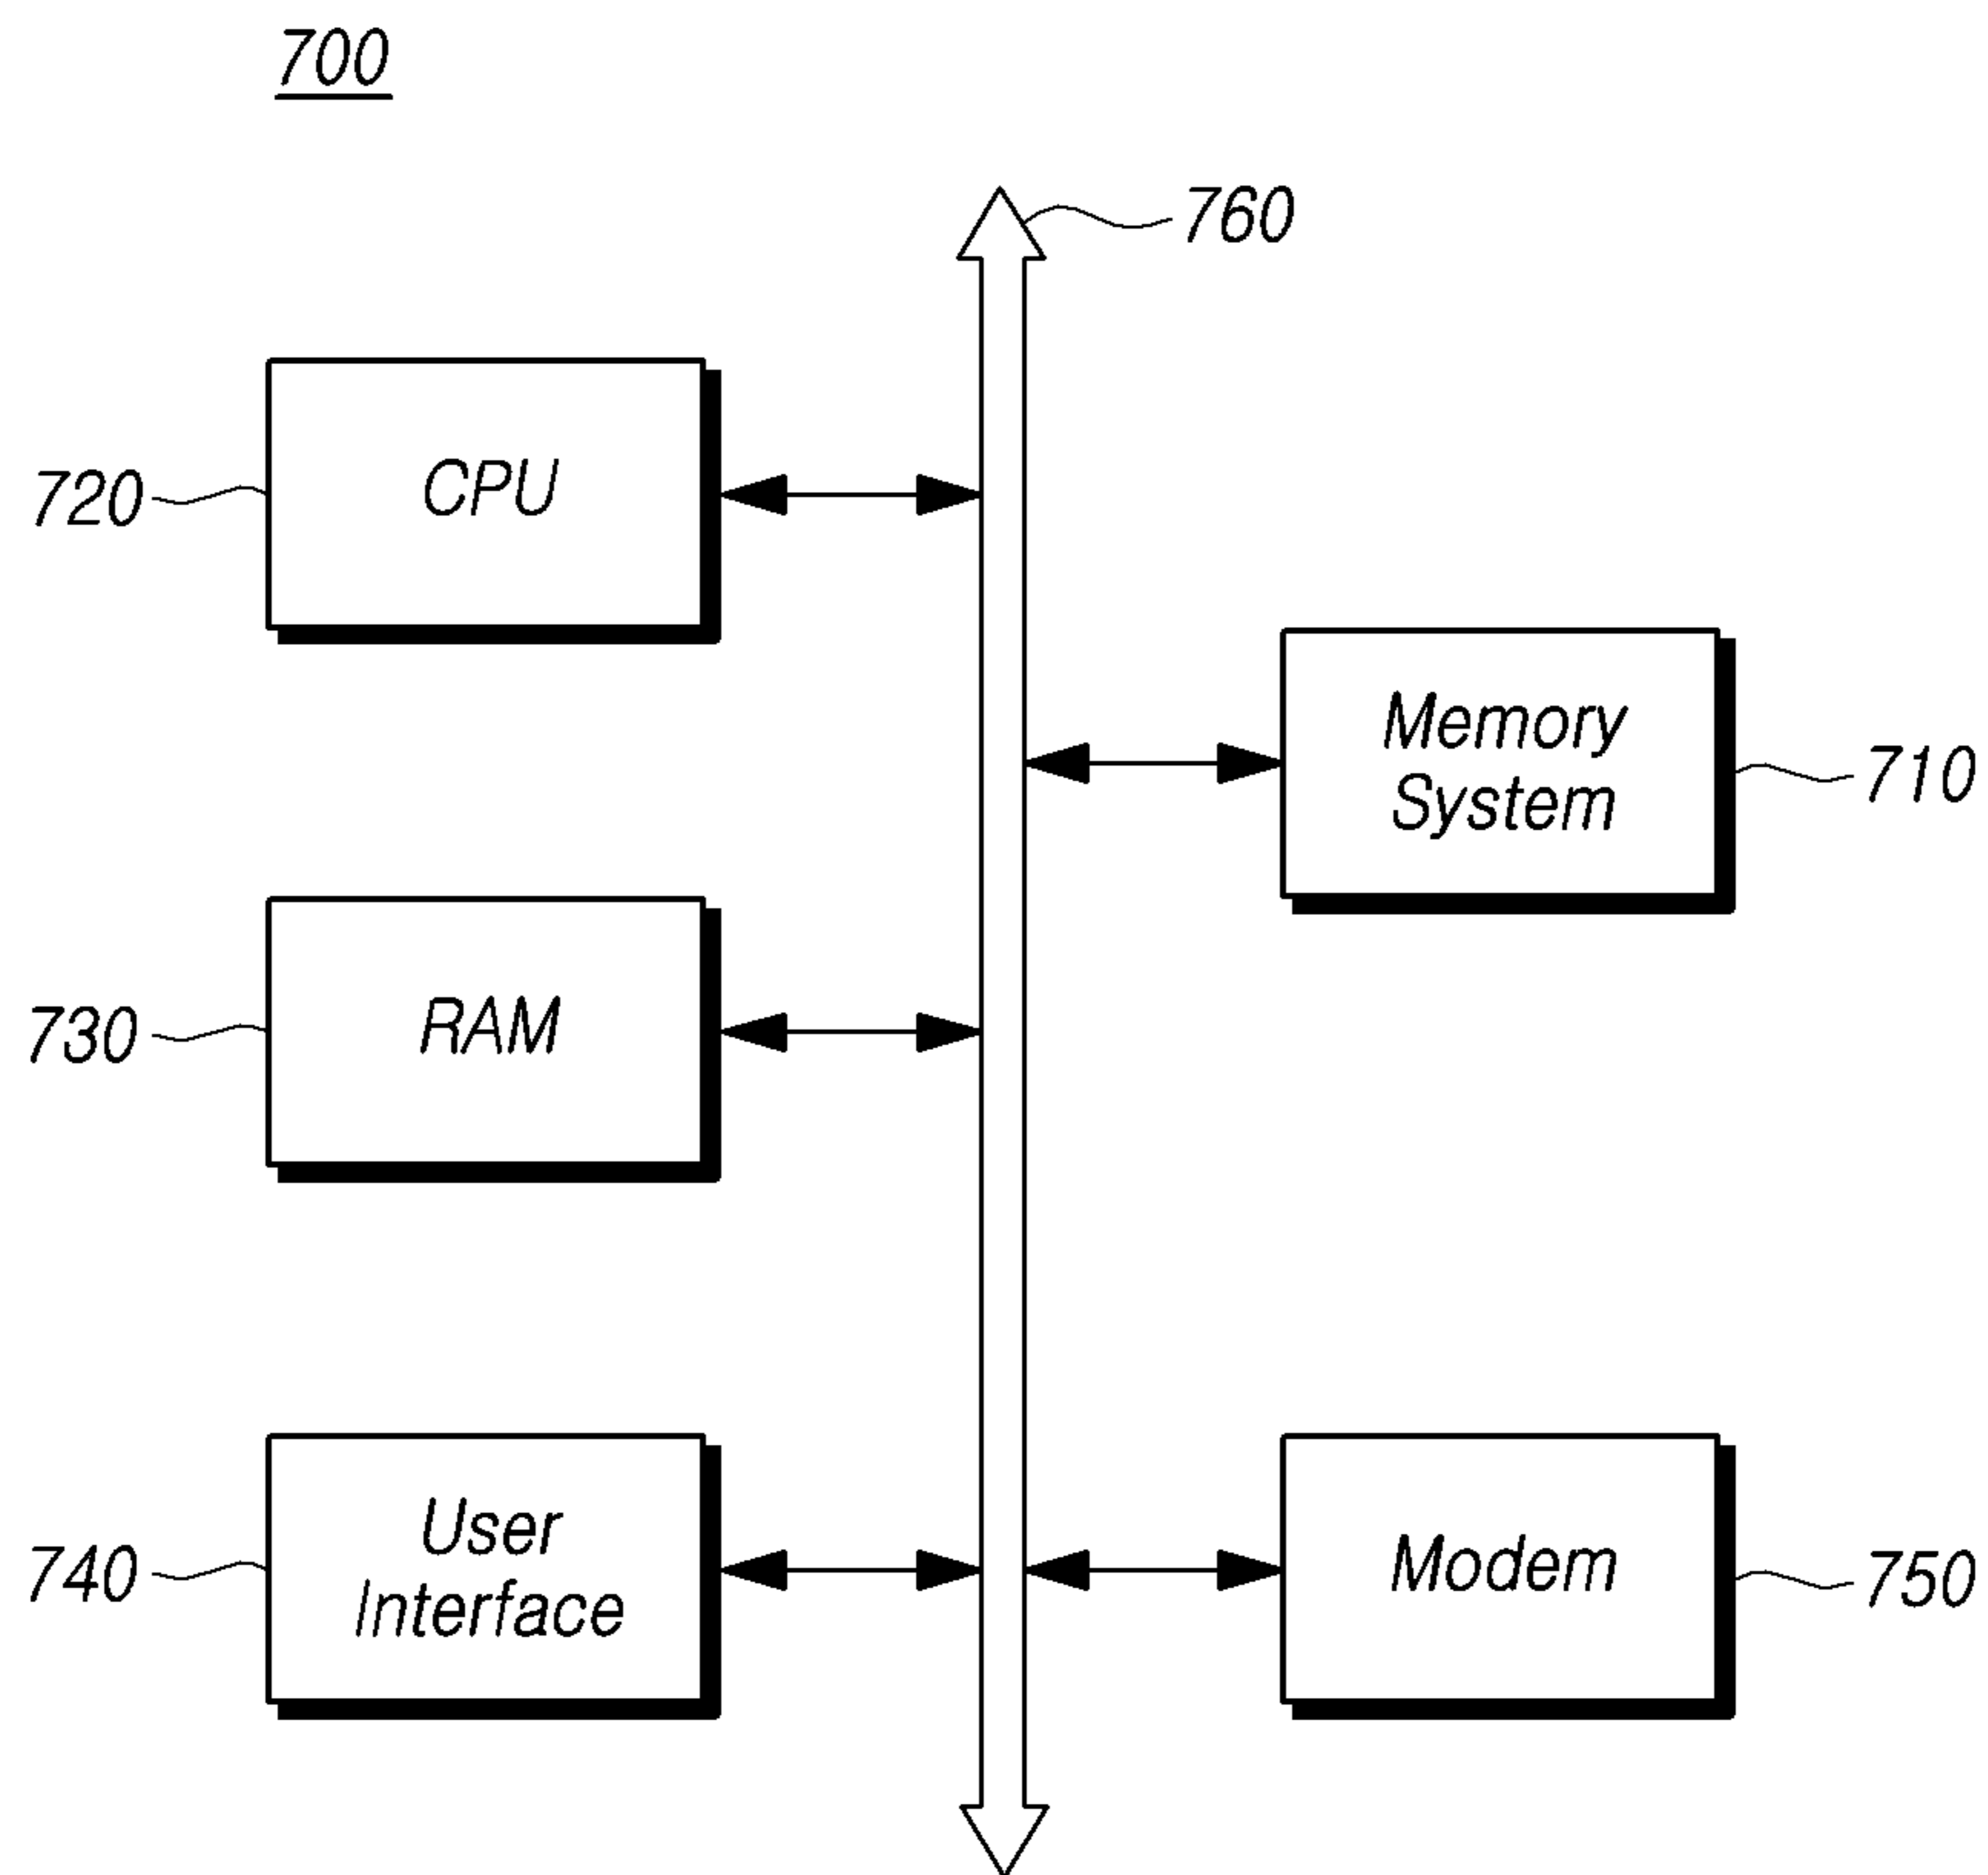 700
760
CPU
720
Memory
System
710
RAM
730
User
Interface
740
Modem
750